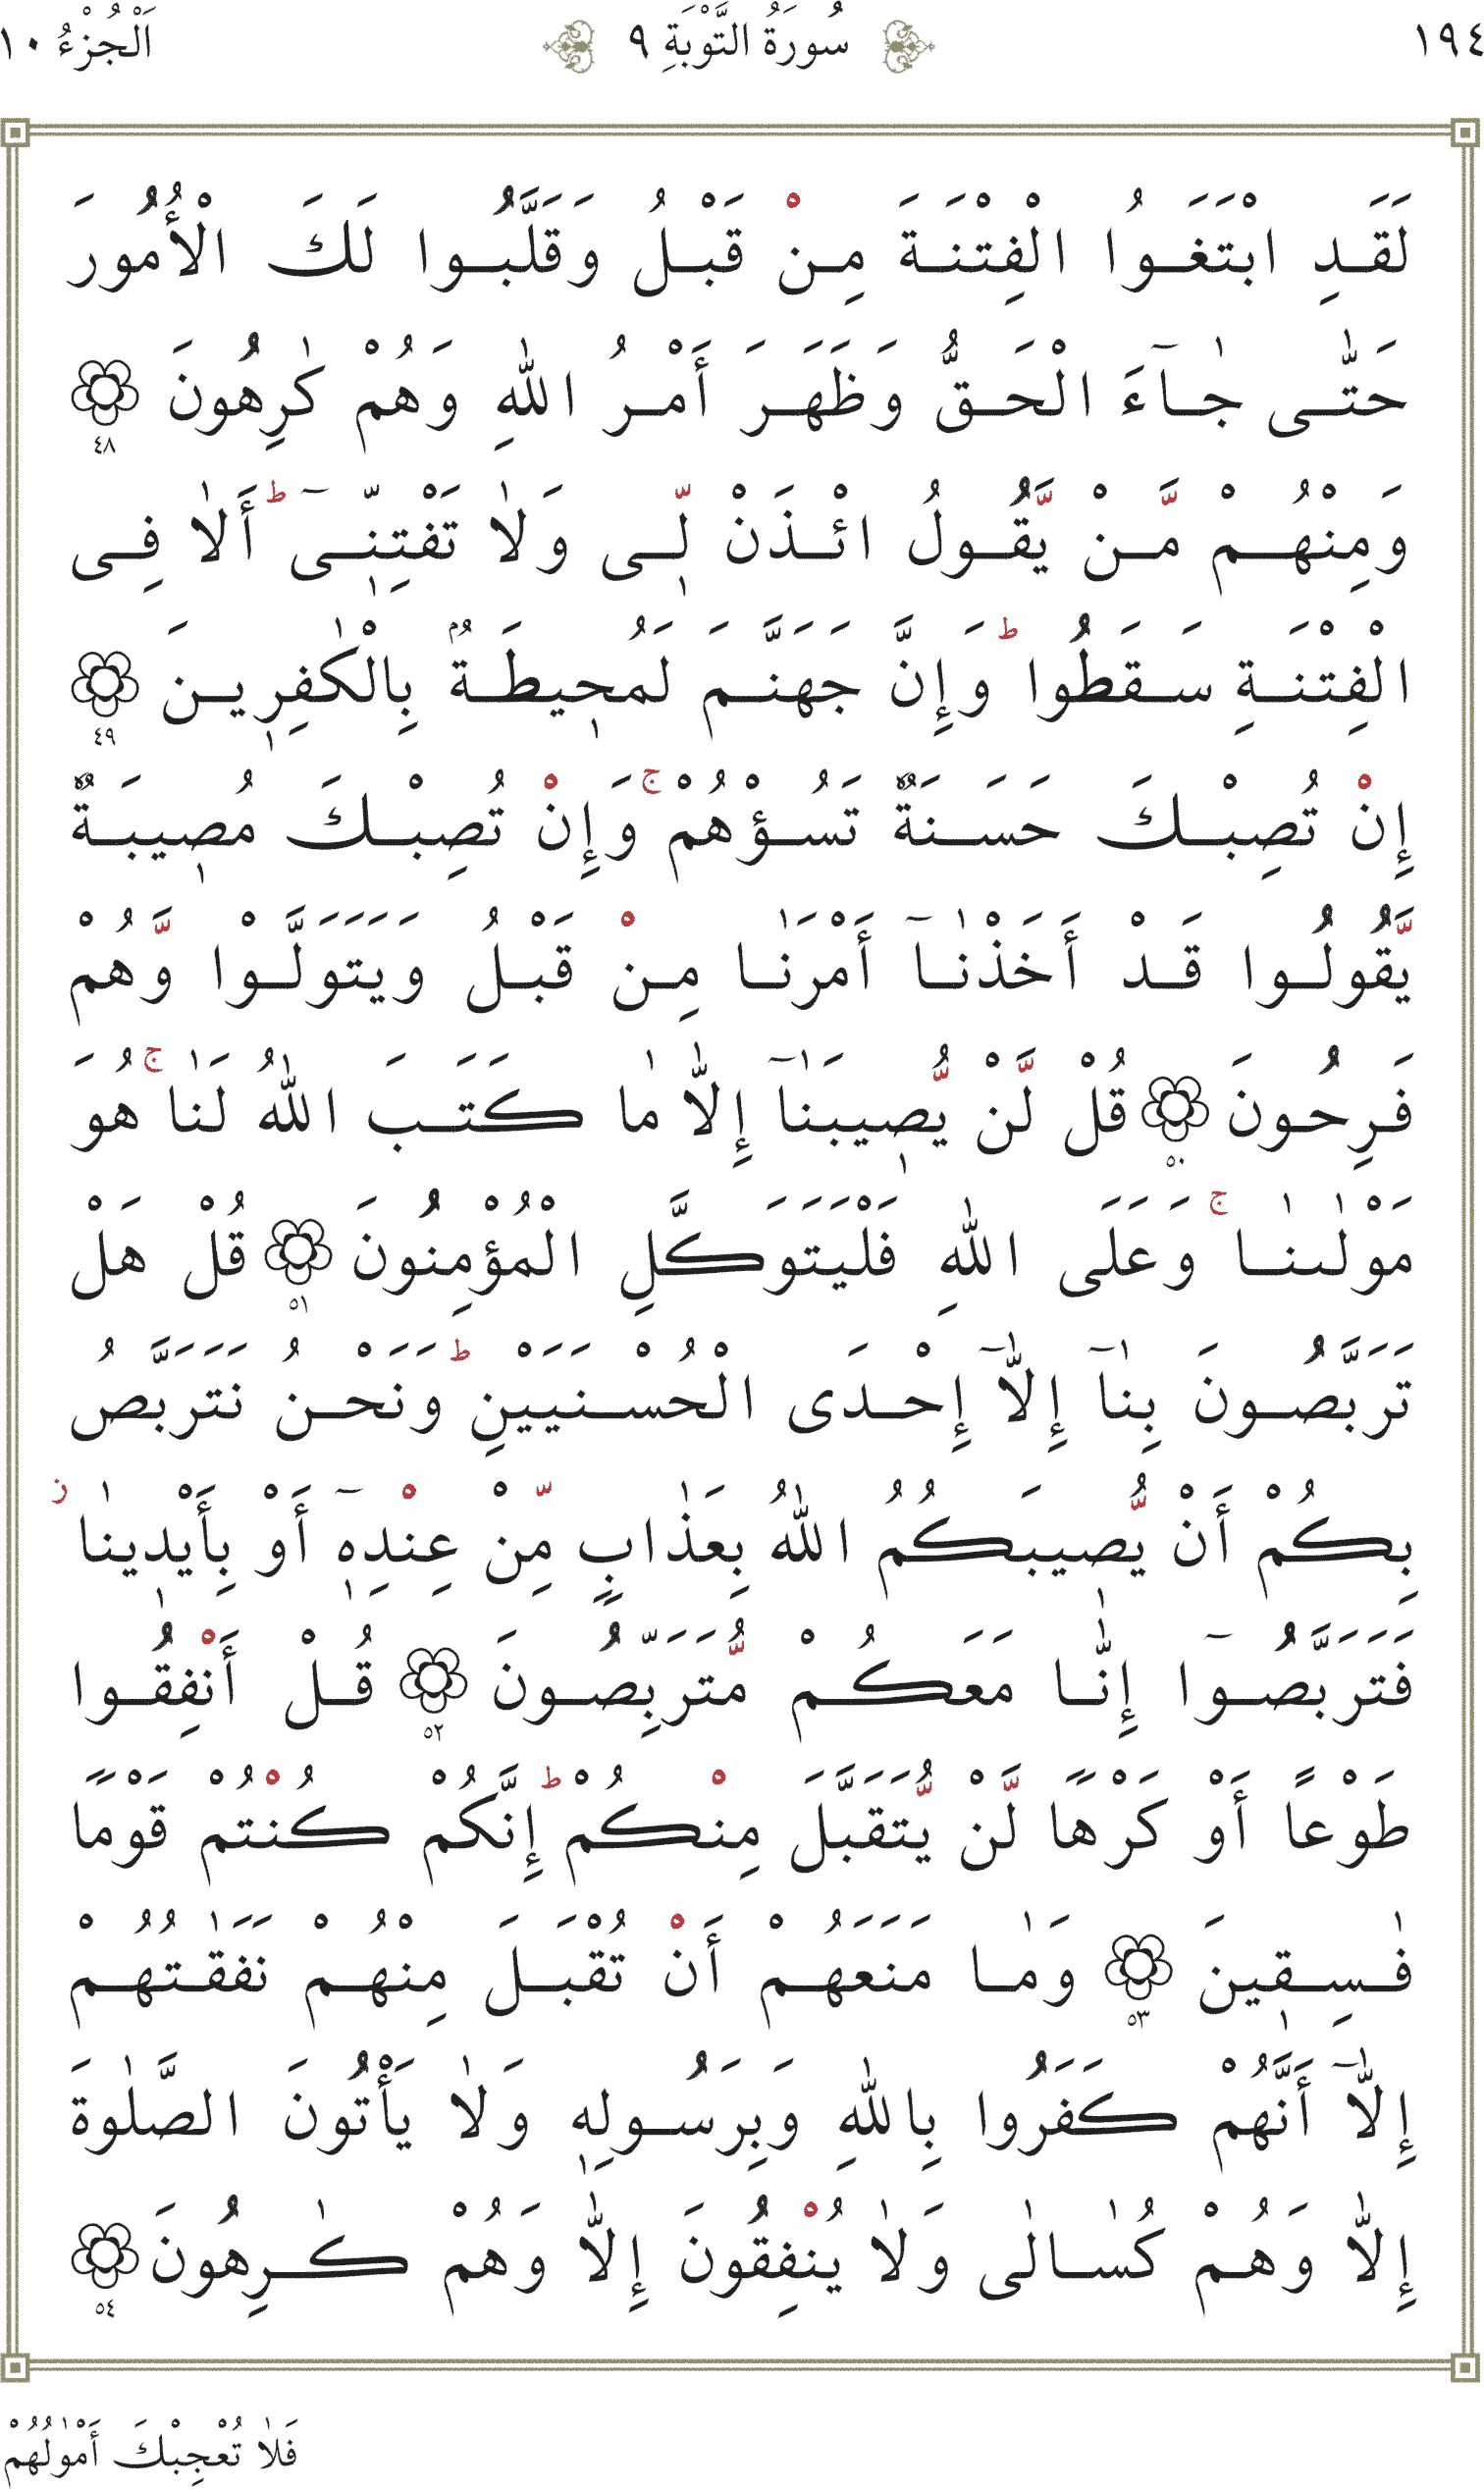 ١٩٤ سُورَةُ التَّوْبَةِ ٩ اَلْجُزْءُ ١٠
لَقَدِ ابْتَغَوُا الْفِتْنَةَ مِنْ قَبْلُ وَقَلَّبُوا لَكَ الْأُمُورَ
حَتّٰى جٰآءَ الْحَقُّ وَظَهَرَ أَمْرُ اللّٰهِ وَهُمْ كٰرِهُونَ ٤٨
وَمِنْهُمْ مَّنْ يَّقُولُ ائْذَنْ لِّى وَلٰا تَفْتِنِّىٓ ط أَلٰا فِى
الْفِتْنَةِ سَقَطُوا ط وَإِنَّ جَهَنَّمَ لَمُحِيطَةٌ بِالْكٰفِرِينَ ٤٩
إِنْ تُصِبْكَ حَسَنَةٌ تَسُؤْهُمْ ج وَإِنْ تُصِبْكَ مُصِيبَةٌ
يَّقُولُوا قَدْ أَخَذْنٰآ أَمْرَنٰا مِنْ قَبْلُ وَيَتَوَلَّوْا وَّهُمْ
فَرِحُونَ ٥٠ قُلْ لَّنْ يُّصِيبَنٰآ إِلّٰا مٰا كَتَبَ اللّٰهُ لَنٰا ج هُوَ
مَوْلٰىنٰا ج وَعَلَى اللّٰهِ فَلْيَتَوَكَّلِ الْمُؤْمِنُونَ ٥١ قُلْ هَلْ
تَرَبَّصُونَ بِنٰآ إِلّٰآ إِحْدَى الْحُسْنَيَيْنِ ط وَنَحْنُ نَتَرَبَّصُ
بِكُمْ أَنْ يُّصِيبَكُمُ اللّٰهُ بِعَذٰابٍ مِّنْ عِنْدِهٖٓ أَوْ بِأَيْدِينٰا ز
فَتَرَبَّصُوٓا إِنّٰا مَعَكُمْ مُّتَرَبِّصُونَ ٥٢ قُلْ أَنْفِقُوا
طَوْعًا أَوْ كَرْهًا لَّنْ يُّتَقَبَّلَ مِنْكُمْ ط إِنَّكُمْ كُنْتُمْ قَوْمًا
فٰسِقِينَ ٥٣ وَمٰا مَنَعَهُمْ أَنْ تُقْبَلَ مِنْهُمْ نَفَقٰتُهُمْ
إِلّٰآ أَنَّهُمْ كَفَرُوا بِاللّٰهِ وَبِرَسُولِهٖ وَلٰا يَأْتُونَ الصَّلٰوةَ
إِلّٰا وَهُمْ كُسٰالٰى وَلٰا يُنْفِقُونَ إِلّٰا وَهُمْ كٰرِهُونَ ٥٤
فَلٰا تُعْجِبْكَ أَمْوٰلُهُمْ